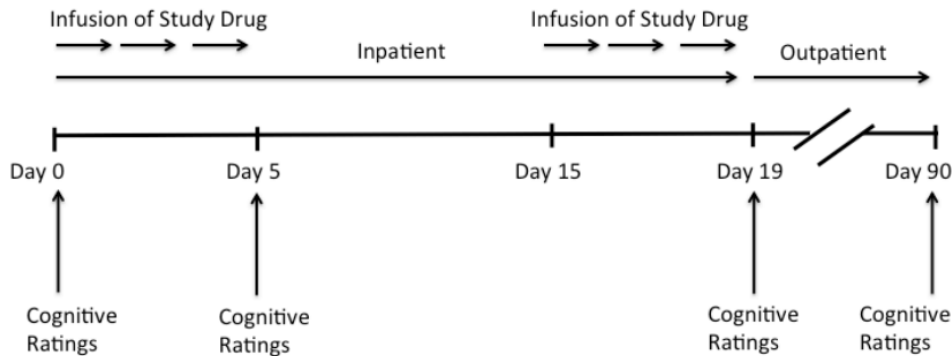 Infusion of Study Drug
Infusion of Study Drug
Inpatient
Outpatient
Day 0
Day 5
Day 15
Day 19
Day 90
Cognitive
Ratings
Cognitive
Ratings
Cognitive
Ratings
Cognitive
Ratings